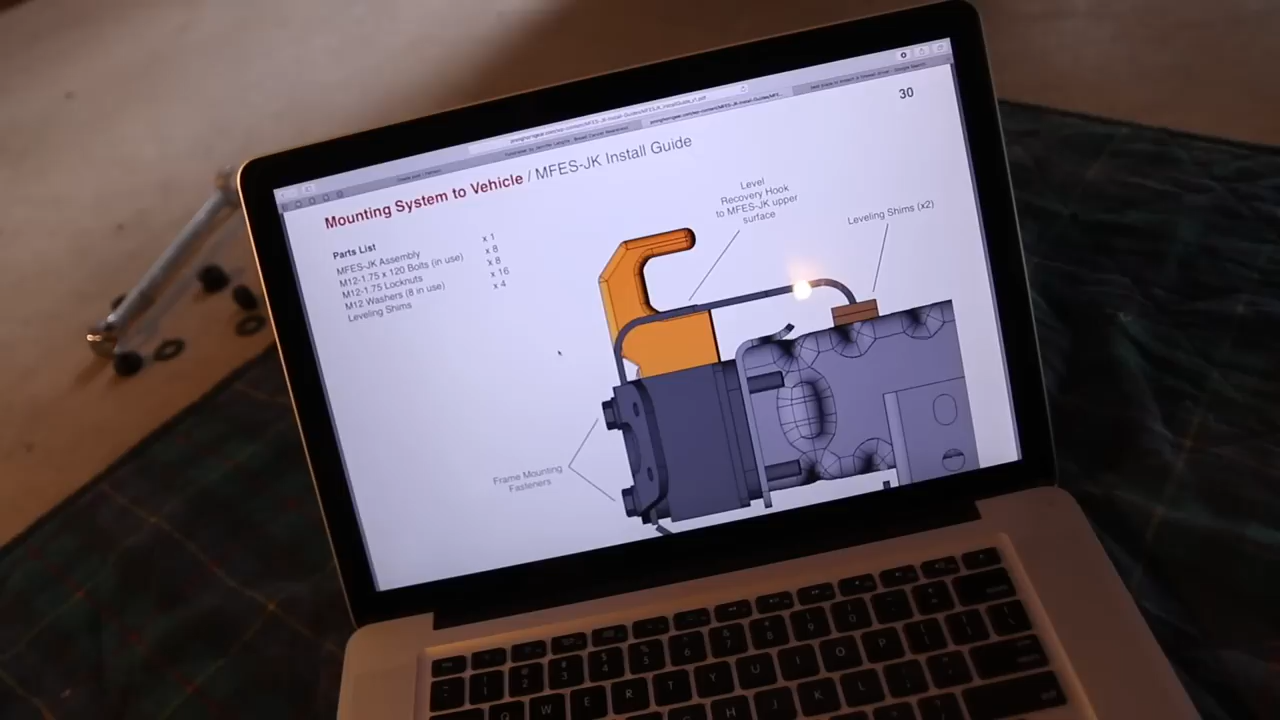 30
Mounting System to Vehicle / MFES-JK Install Guide
Parts List
MFES-JK Assembly x 1
M12-1.75 x 120 Bolts (in use) x 8
M12-1.75 Locknuts x 8
M12 Washers (8 in use) x 16
Leveling Shims x 4
Level
Recovery Hook
to MFES-JK upper
surface
Leveling Shims (x2)
Frame Mounting
Fasteners